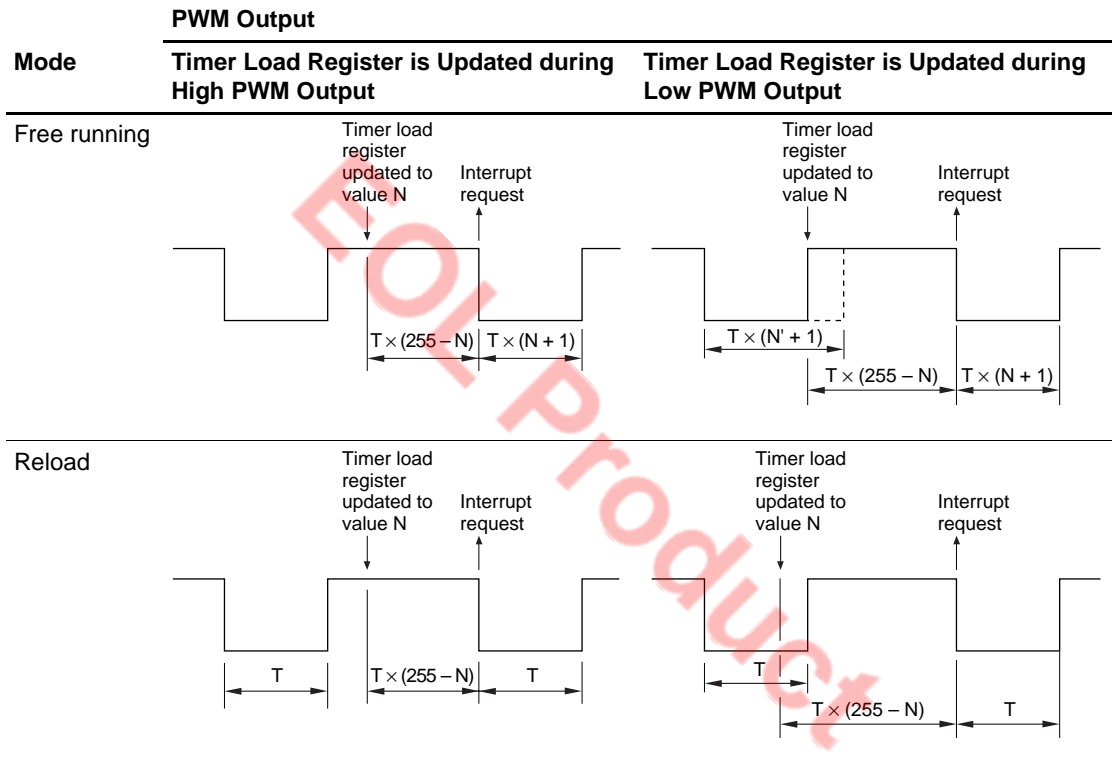 PWM Output
Mode
Timer Load Register is Updated during
High PWM Output
Timer Load Register is Updated during
Low PWM Output
Free running
Timer load
register
updated to
value N
Interrupt
request
T × (255 – N)
T × (N + 1)
Timer load
register
updated to
value N
Interrupt
request
T × (N' + 1)
T × (255 – N)
T × (N + 1)
Reload
Timer load
register
updated to
value N
Interrupt
request
T
T × (255 – N)
T
Timer load
register
updated to
value N
Interrupt
request
T
T × (255 – N)
T
EOL Product